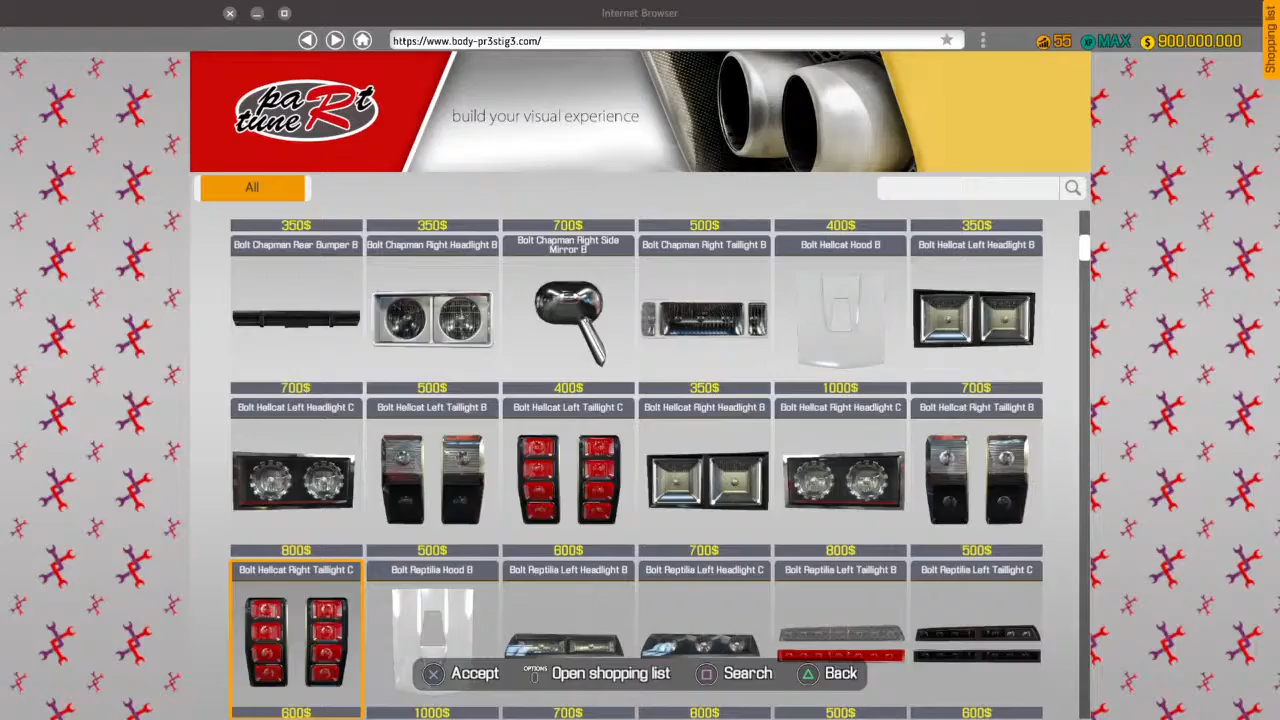 Internet Browser
https://www.body-pr3stig3.com/
55 XP MAX $ 900,000,000
Shopping list
paRt
tuneR
build your visual experience
All
350$ 350$ 700$ 500$ 400$ 350$
Bolt Chapman Rear Bumper B
Bolt Chapman Right Headlight B
Bolt Chapman Right Side
Mirror B
Bolt Chapman Right Taillight B
Bolt Hellcat Hood B
Bolt Hellcat Left Headlight B
700$ 500$ 400$ 350$ 1000$ 700$
Bolt Hellcat Left Headlight C
Bolt Hellcat Left Taillight B
Bolt Hellcat Left Taillight C
Bolt Hellcat Right Headlight B
Bolt Hellcat Right Headlight C
Bolt Hellcat Right Taillight B
800$ 500$ 600$ 700$ 800$ 500$
Bolt Hellcat Right Taillight C
Bolt Reptilia Hood B
Bolt Reptilia Left Headlight B
Bolt Reptilia Left Headlight C
Bolt Reptilia Left Taillight B
Bolt Reptilia Left Taillight C
Accept OPTIONS Open shopping list Search Back
600$ 1000$ 700$ 800$ 500$ 600$